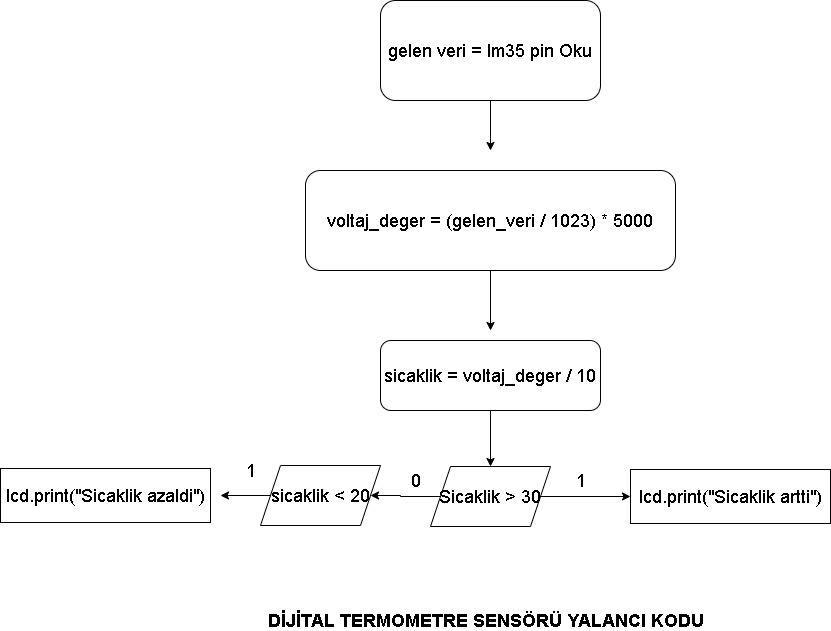 gelen veri = lm35 pin Oku
voltaj_deger = (gelen_veri / 1023) * 5000
sicaklik = voltaj_deger / 10
lcd.print("Sicaklik azaldi")
1
sicaklik < 20
0
Sicaklik > 30
1
lcd.print("Sicaklik artti")
DİJİTAL TERMOMETRE SENSÖRÜ YALANCI KODU